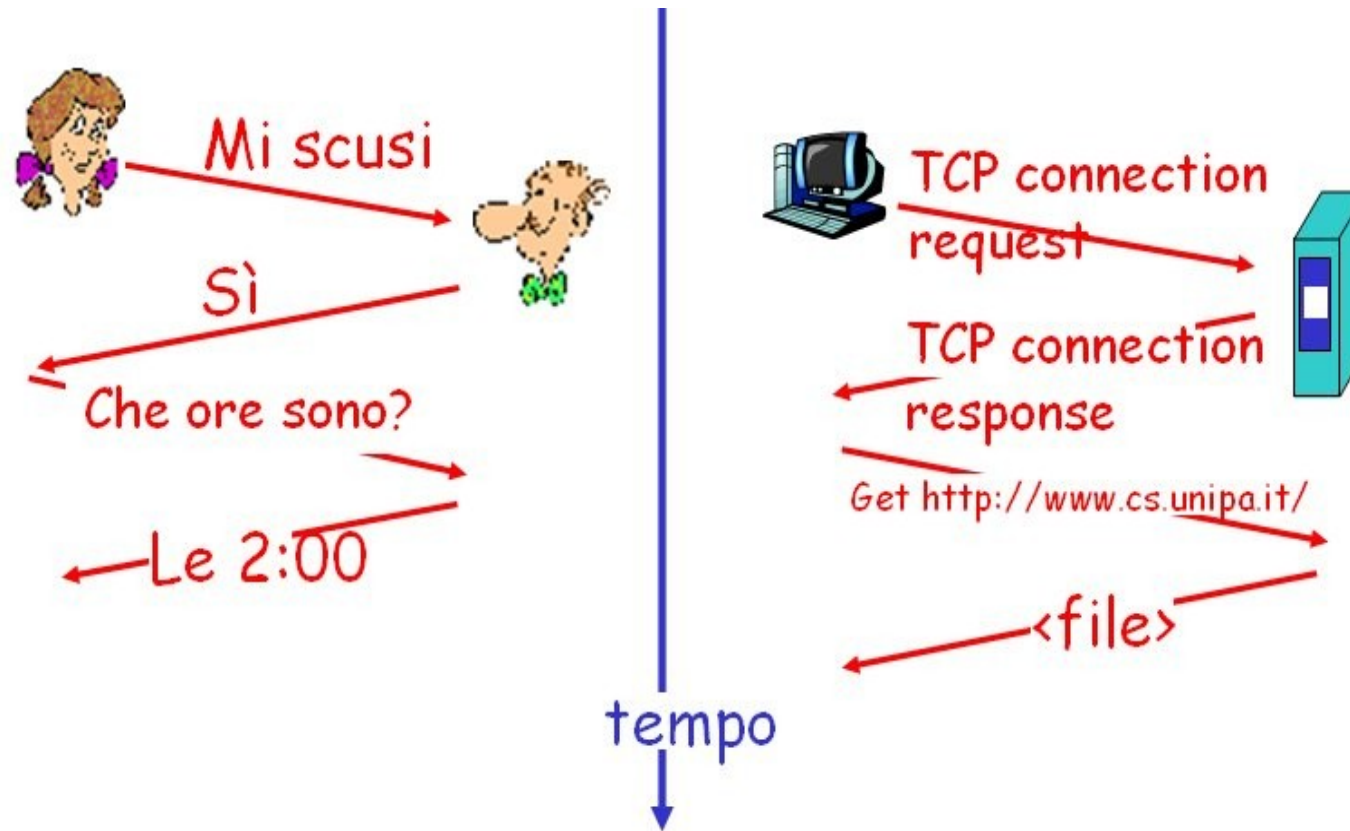 Mi scusi
Sì
Che ore sono?
Le 2:00
tempo
TCP connection
request
TCP connection
response
Get http://www.cs.unipa.it/
<file>